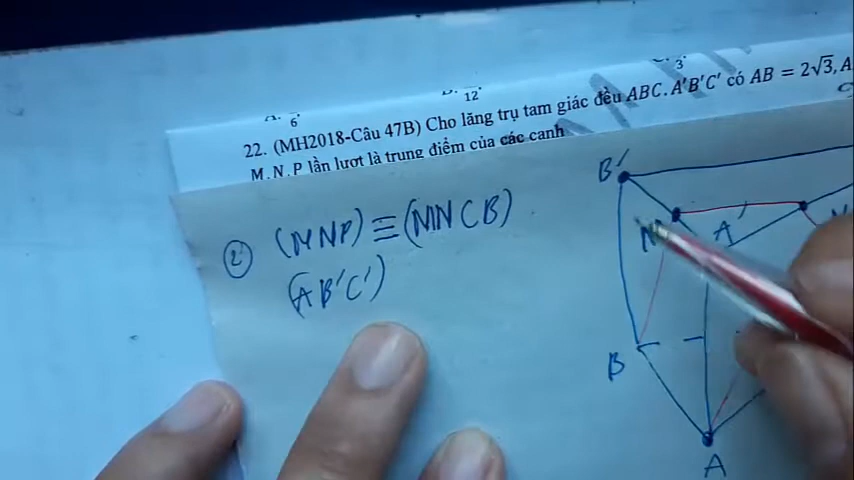 A. 6.
D. 12.
3
22. (MH2018-Câu 47B) Cho lăng trụ tam giác đều ABC.A'B'C' có AB = 2√3, A
M, N, P lần lượt là trung điểm của các cạnh
2) (MNP) ≡ (MNCB)
(AB'C')
B'
M
A'
N
B
A